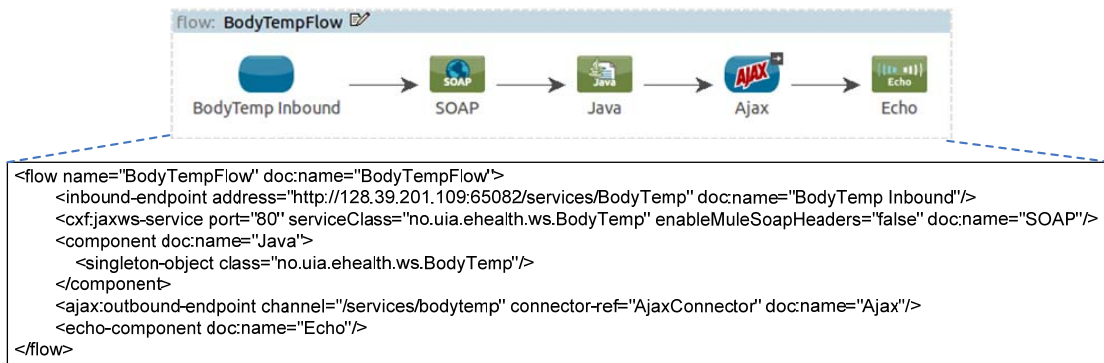 flow: BodyTempFlow
SOAP Java AJAX Echo
BodyTemp Inbound SOAP Java Ajax Echo
<flow name="BodyTempFlow" doc:name="BodyTempFlow">
<inbound-endpoint address="http://128.39.201.109:65082/services/BodyTemp" doc:name="BodyTemp Inbound"/>
<cxf:jaxws-service port="80" serviceClass="no.uia.ehealth.ws.BodyTemp" enableMuleSoapHeaders="false" doc:name="SOAP"/>
<component doc:name="Java">
<singleton-object class="no.uia.ehealth.ws.BodyTemp"/>
</component>
<ajax:outbound-endpoint channel="/services/bodytemp" connector-ref="AjaxConnector" doc:name="Ajax"/>
<echo-component doc:name="Echo"/>
</flow>